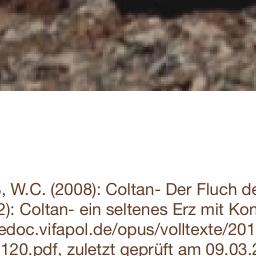 , W.C. (2008): Coltan- Der Fluch de
2): Coltan- ein seltenes Erz mit Kon
edoc.vifapol.de/opus/volltexte/201
120.pdf, zuletzt geprüft am 09.03.2